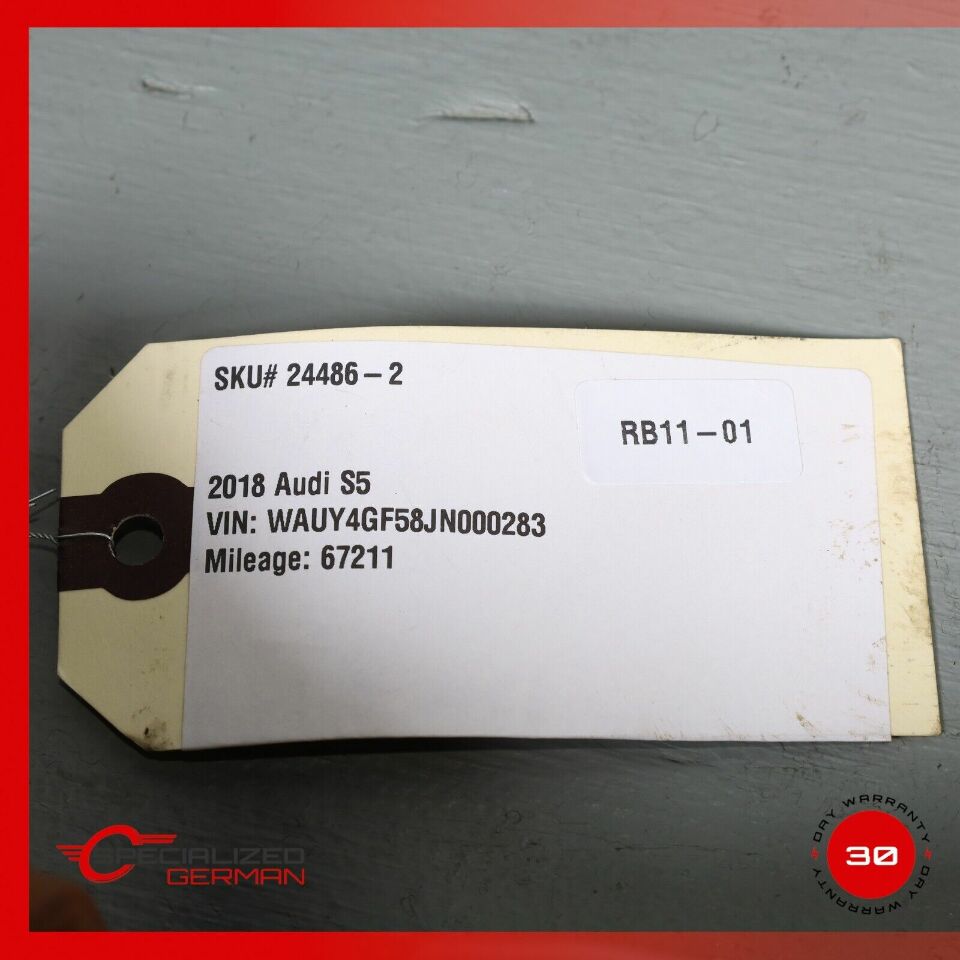 SKU# 24486-2
RB11-01
2018 Audi S5
VIN: WAUY4GF58JN000283
Mileage: 67211
SPECIALIZED
GERMAN
DAY WARRANTY
30
DAY WARRANTY